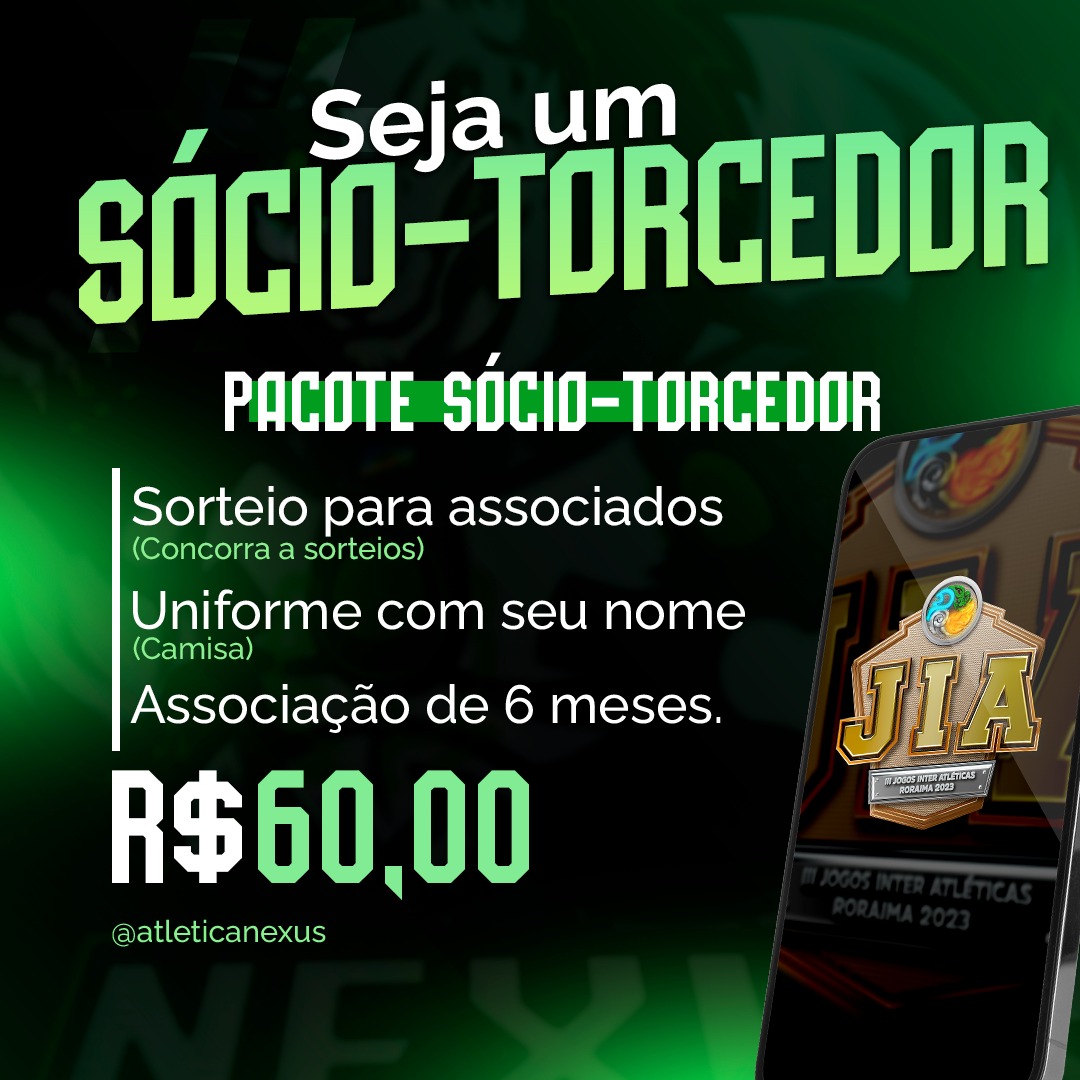 Seja um
SÓCIO-TORCEDOR
PACOTE SÓCIO-TORCEDOR
Sorteio para associados
(Concorra a sorteios)
Uniforme com seu nome
(Camisa)
Associação de 6 meses.
R$60,00
@atleticanexus
JIA
III JOGOS INTER ATLÉTICAS
RORAIMA 2023
III JOGOS INTER ATLÉTICAS
RORAIMA 2023